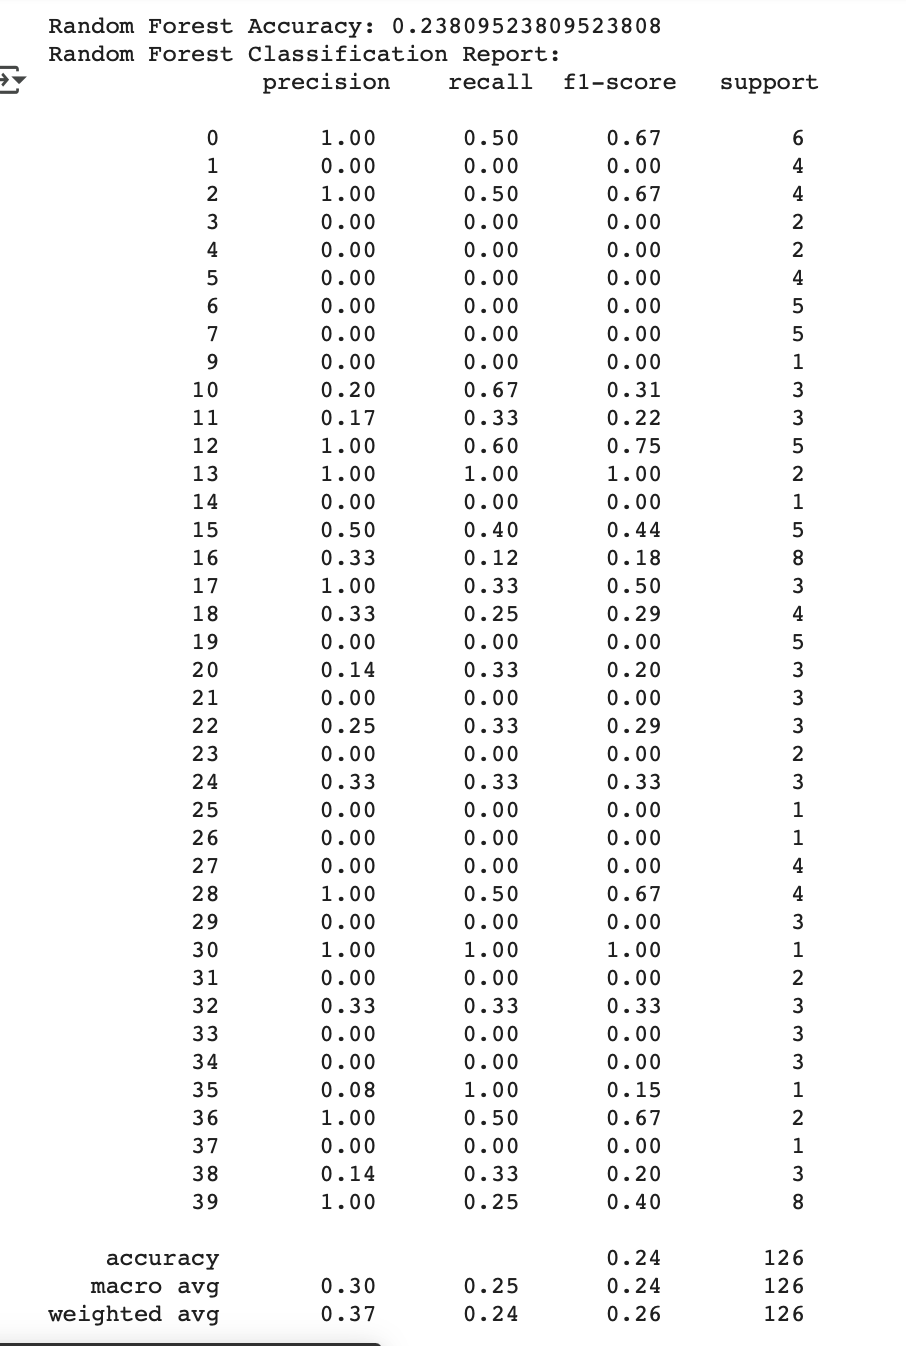 Random Forest Accuracy: 0.23809523809523808
Random Forest Classification Report:
precision recall f1-score support
0 1.00 0.50 0.67 6
1 0.00 0.00 0.00 4
2 1.00 0.50 0.67 4
3 0.00 0.00 0.00 2
4 0.00 0.00 0.00 2
5 0.00 0.00 0.00 4
6 0.00 0.00 0.00 5
7 0.00 0.00 0.00 5
9 0.00 0.00 0.00 1
10 0.20 0.67 0.31 3
11 0.17 0.33 0.22 3
12 1.00 0.60 0.75 5
13 1.00 1.00 1.00 2
14 0.00 0.00 0.00 1
15 0.50 0.40 0.44 5
16 0.33 0.12 0.18 8
17 1.00 0.33 0.50 3
18 0.33 0.25 0.29 4
19 0.00 0.00 0.00 5
20 0.14 0.33 0.20 3
21 0.00 0.00 0.00 3
22 0.25 0.33 0.29 3
23 0.00 0.00 0.00 2
24 0.33 0.33 0.33 3
25 0.00 0.00 0.00 1
26 0.00 0.00 0.00 1
27 0.00 0.00 0.00 4
28 1.00 0.50 0.67 4
29 0.00 0.00 0.00 3
30 1.00 1.00 1.00 1
31 0.00 0.00 0.00 2
32 0.33 0.33 0.33 3
33 0.00 0.00 0.00 3
34 0.00 0.00 0.00 3
35 0.08 1.00 0.15 1
36 1.00 0.50 0.67 2
37 0.00 0.00 0.00 1
38 0.14 0.33 0.20 3
39 1.00 0.25 0.40 8
accuracy 0.24 126
macro avg 0.30 0.25 0.24 126
weighted avg 0.37 0.24 0.26 126